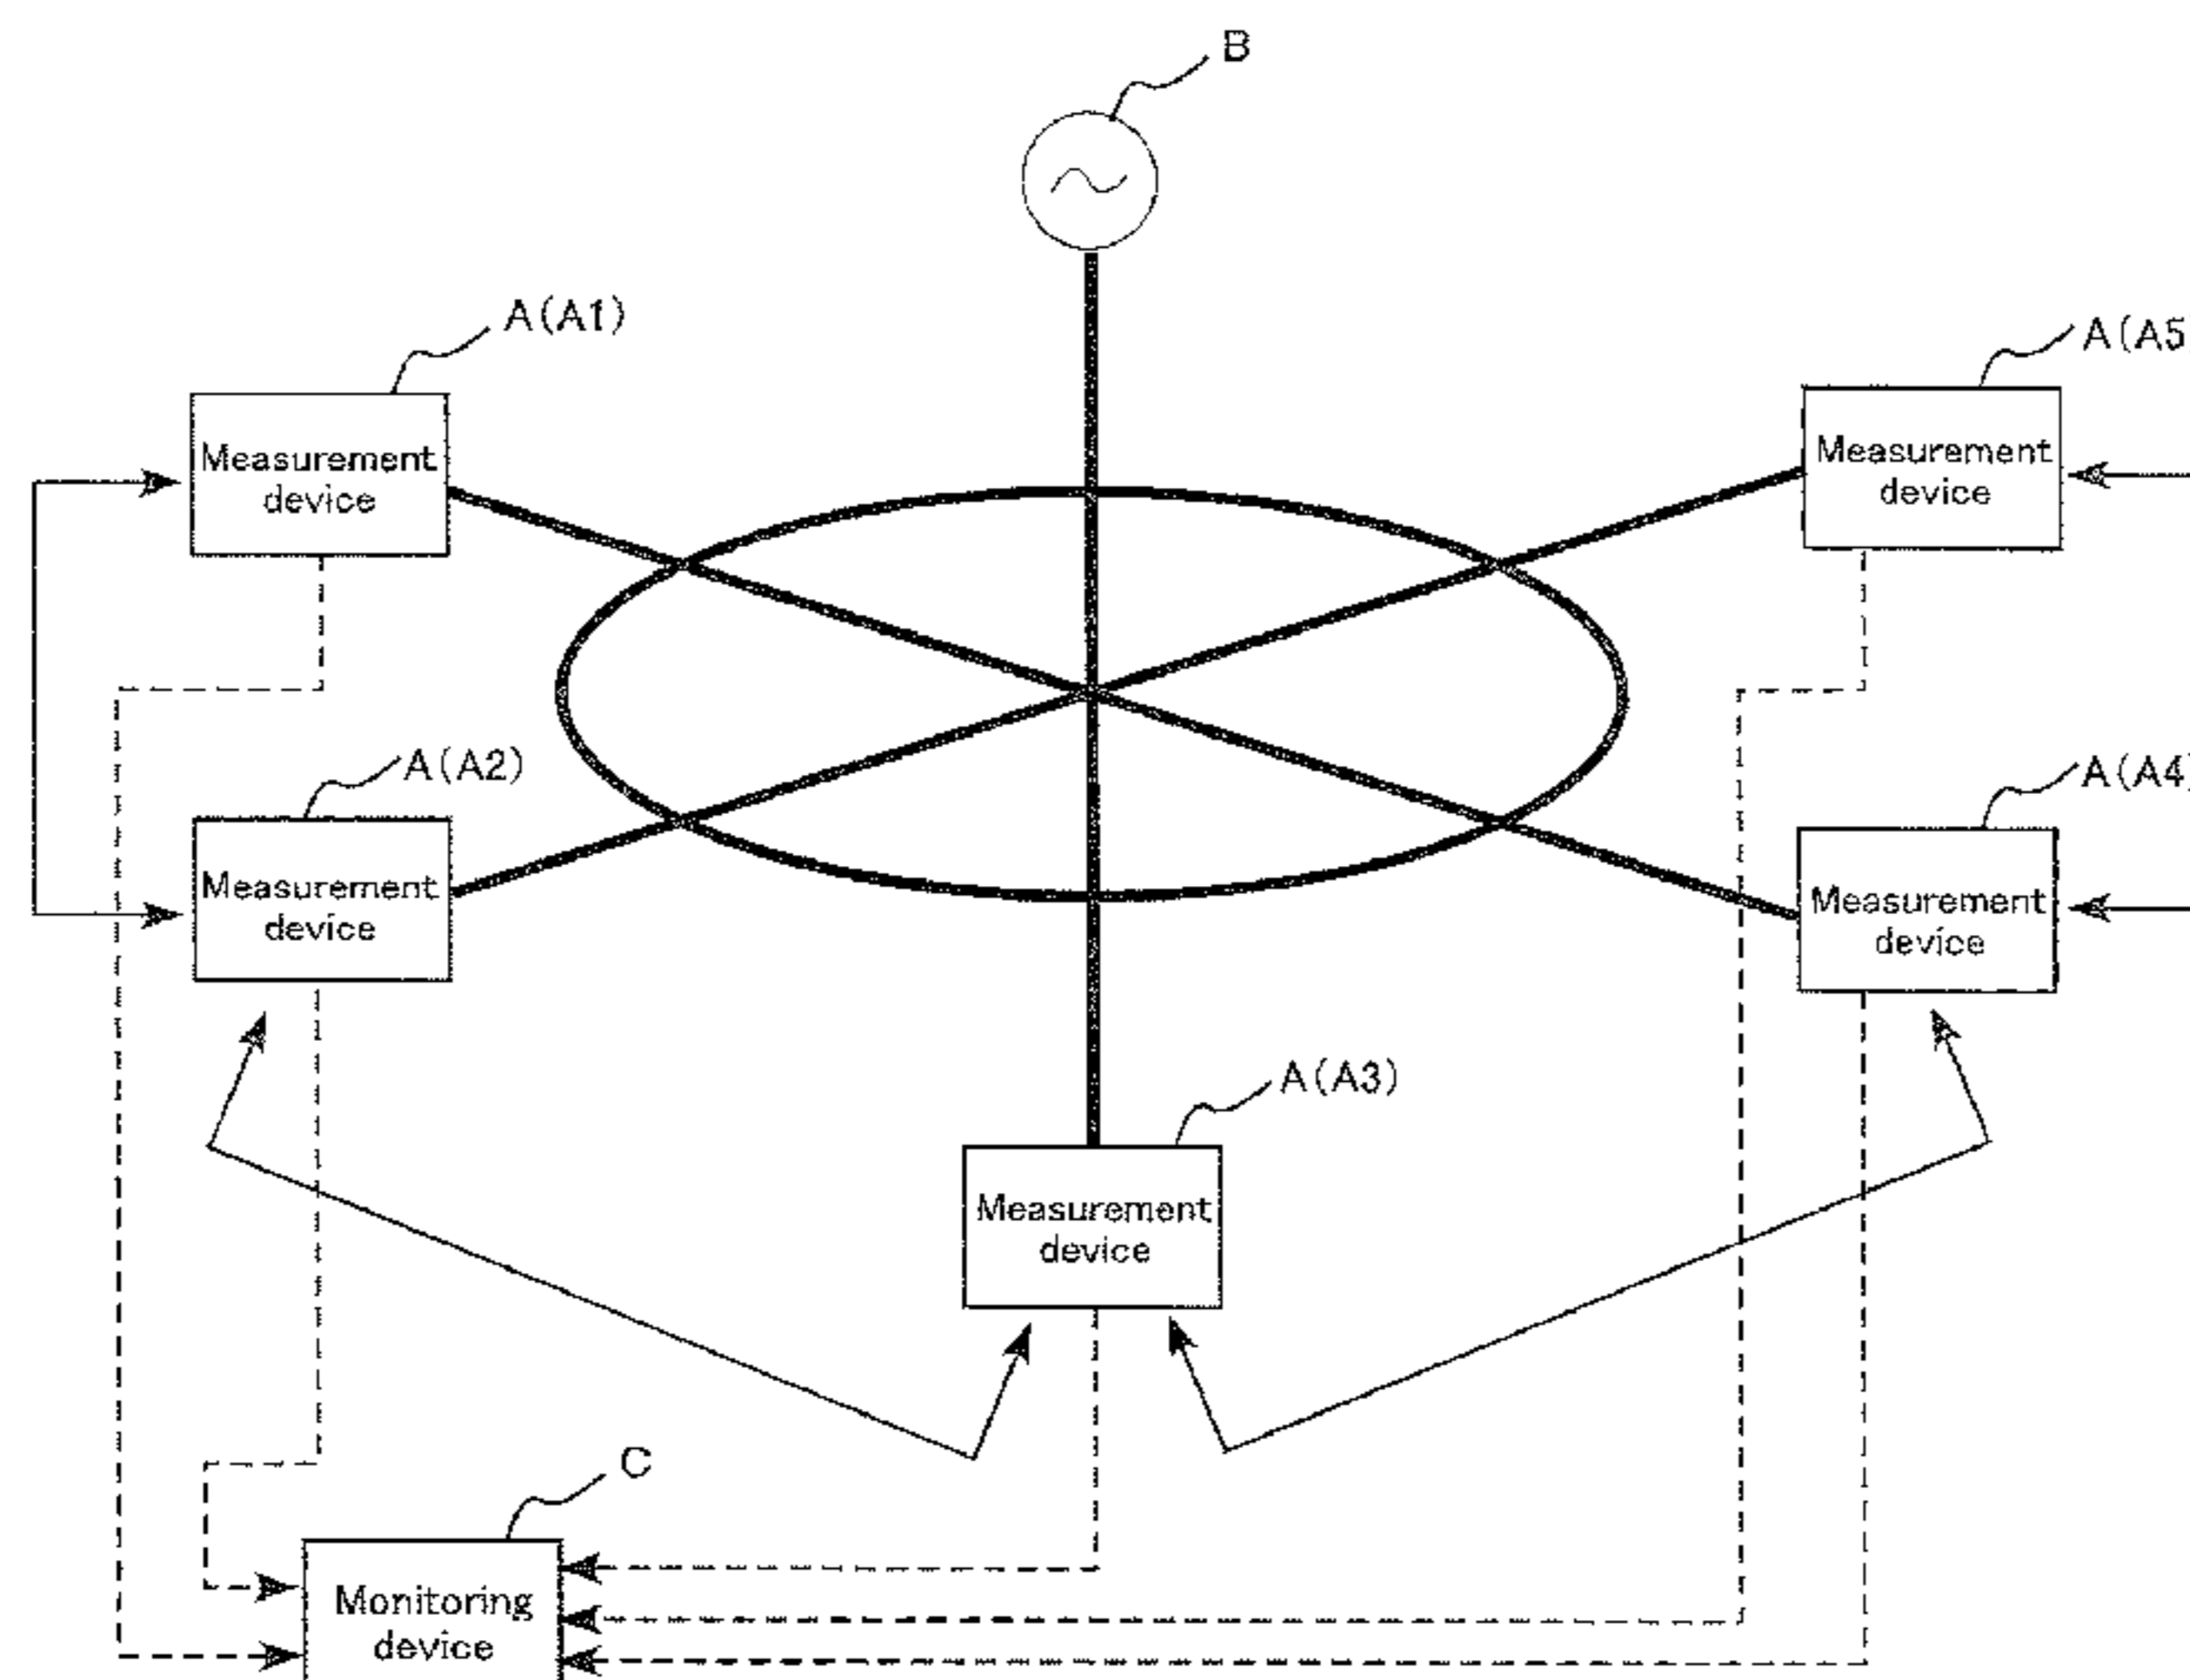 B
A(A1)
A(A5
Measurement
device
Measurement
device
A(A2)
A(A4)
Measurement
device
Measurement
device
A(A3)
Measurement
device
C
Monitoring
device